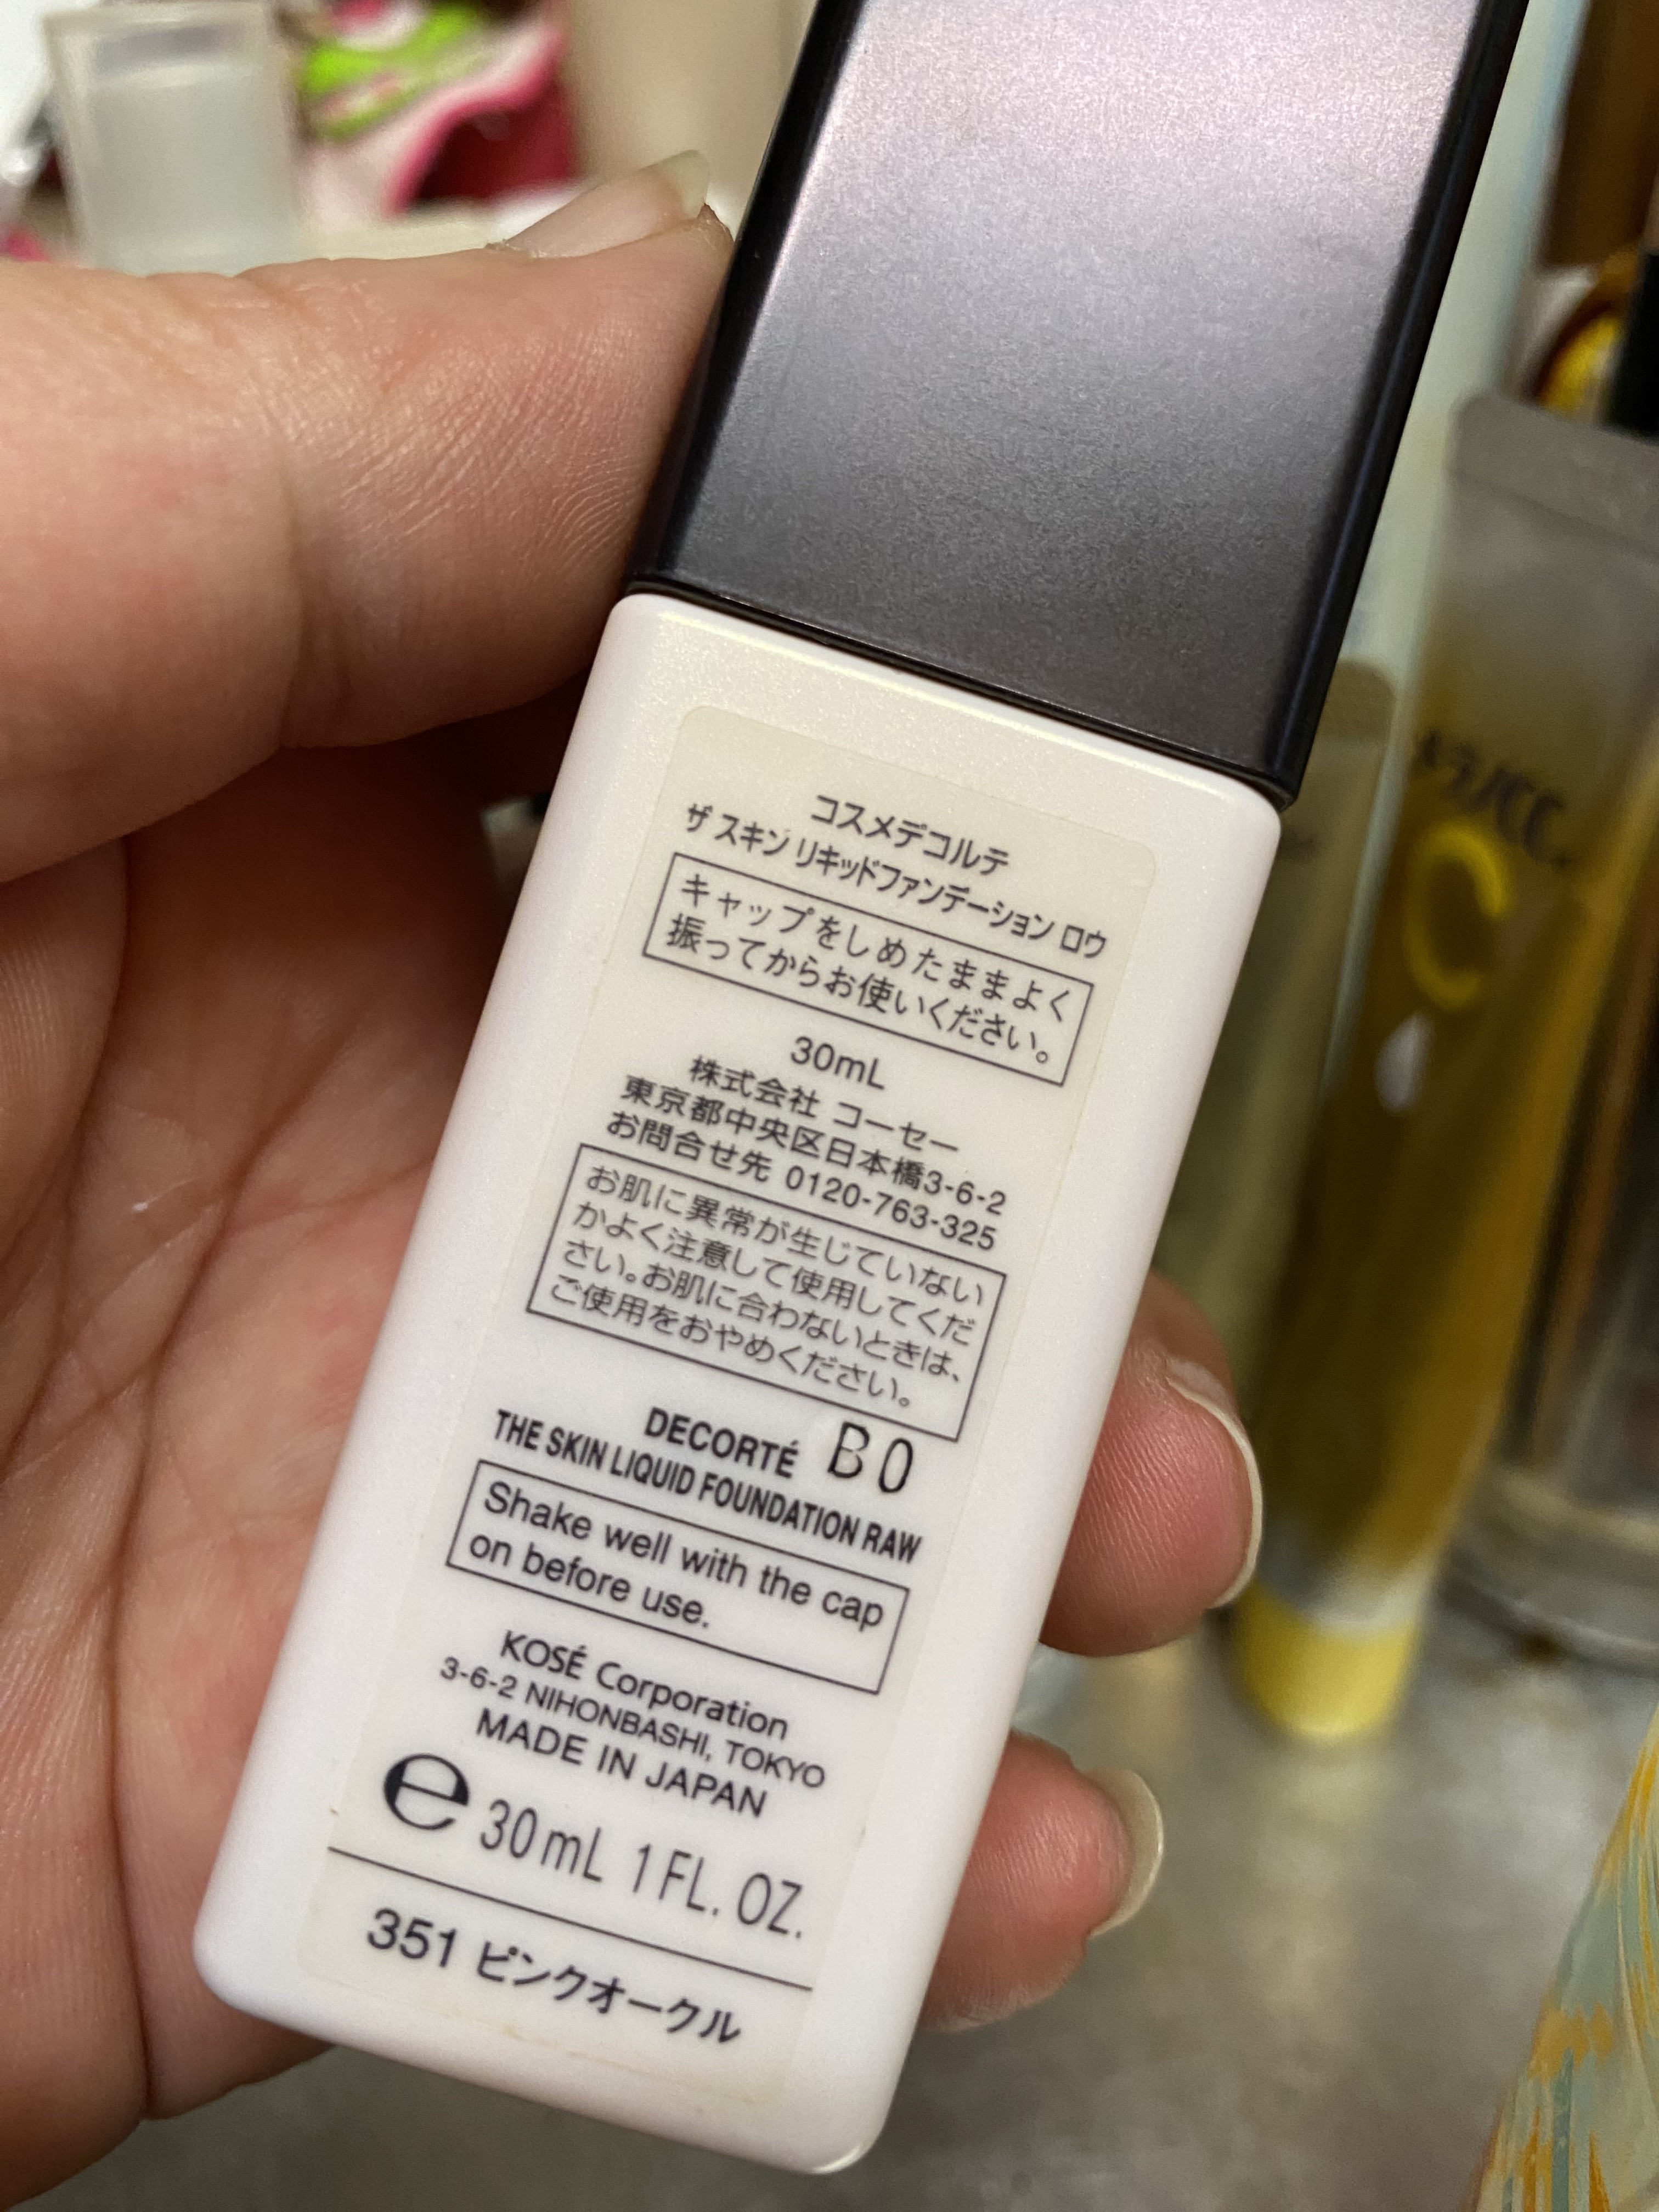 コスメデコルテ
ザ スキン リキッドファンデーション ロウ
キャップをしめたままよく
振ってからお使いください。
30mL
株式会社 コーセー
東京都中央区日本橋3-6-2
お問合せ先 0120-763-325
お肌に異常が生じていない
かよく注意して使用してくだ
さい。お肌に合わないときは、
ご使用をおやめください。
DECORTÉ B0
THE SKIN LIQUID FOUNDATION RAW
Shake well with the cap
on before use.
KOSÉ Corporation
3-6-2 NIHONBASHI, TOKYO
MADE IN JAPAN
e 30mL 1FL. OZ.
351 ピンクオークル